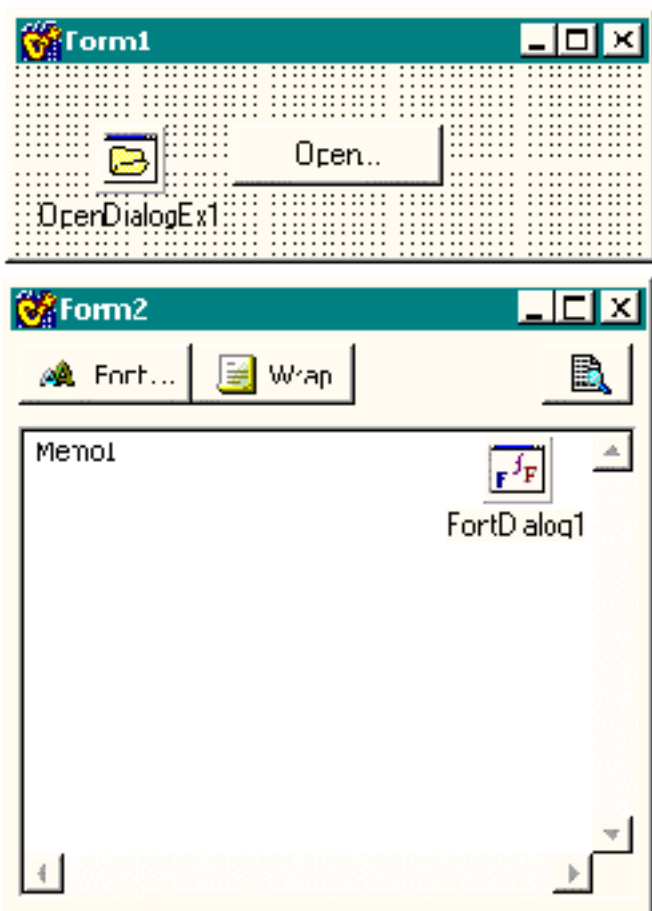 Form1
Open...
OpenDialogEx1
Form2
Font... Wrap
Memo1
FontDialog1